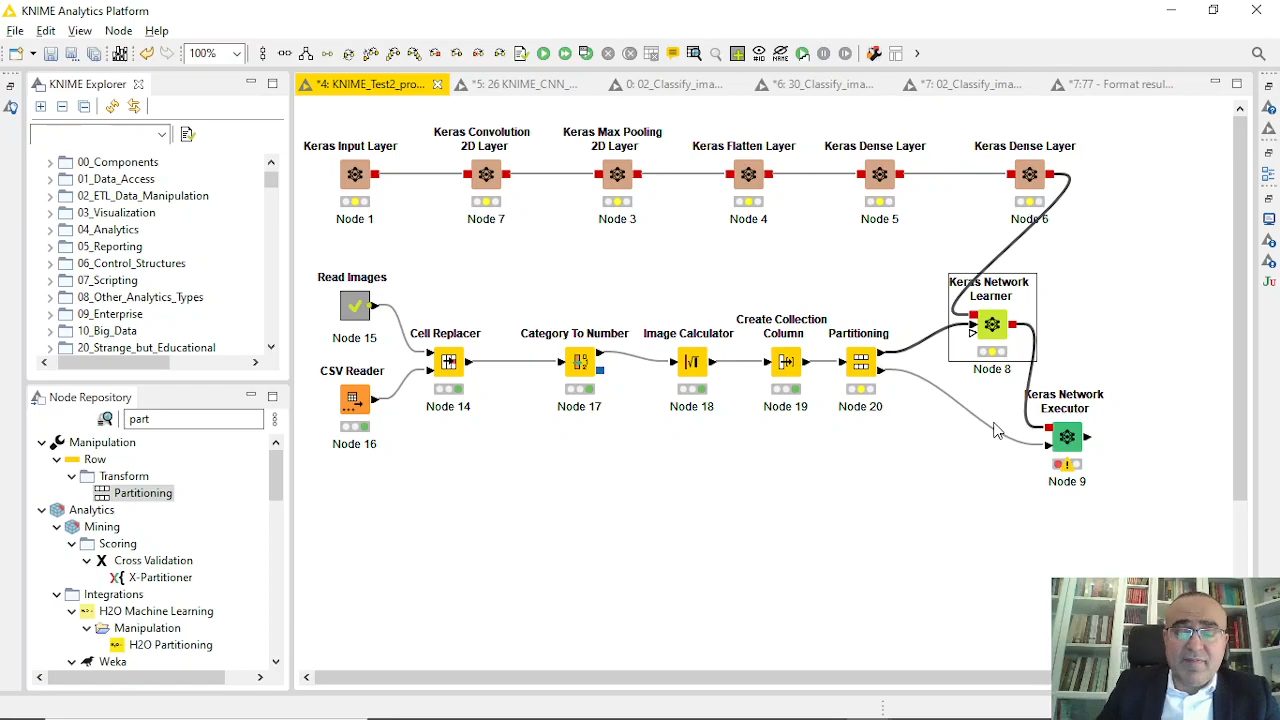 KNIME Analytics Platform
File Edit View Node Help
100%
KNIME Explorer
*4: KNIME_Test2_pro...
*5: 26 KNIME_CNN_...
0: 02_Classify_ima...
*6: 30_Classify_ima...
*7: 02_Classify_ima...
*7:77 - Format resul...
00_Components
01_Data_Access
02_ETL_Data_Manipulation
03_Visualization
04_Analytics
05_Reporting
06_Control_Structures
07_Scripting
08_Other_Analytics_Types
09_Enterprise
10_Big_Data
20_Strange_but_Educational
Node Repository
part
Manipulation
Row
Transform
Partitioning
Analytics
Mining
Scoring
Cross Validation
X-Partitioner
Integrations
H2O Machine Learning
Manipulation
H2O Partitioning
Weka
Keras Input Layer
Node 1
Keras Convolution
2D Layer
Node 7
Keras Max Pooling
2D Layer
Node 3
Keras Flatten Layer
Node 4
Keras Dense Layer
Node 5
Keras Dense Layer
Node 6
Read Images
Node 15
CSV Reader
Node 16
Cell Replacer
Node 14
Category To Number
Node 17
Image Calculator
Node 18
Create Collection
Column
Node 19
Partitioning
Node 20
Keras Network
Learner
Node 8
Keras Network
Executor
Node 9
Ju